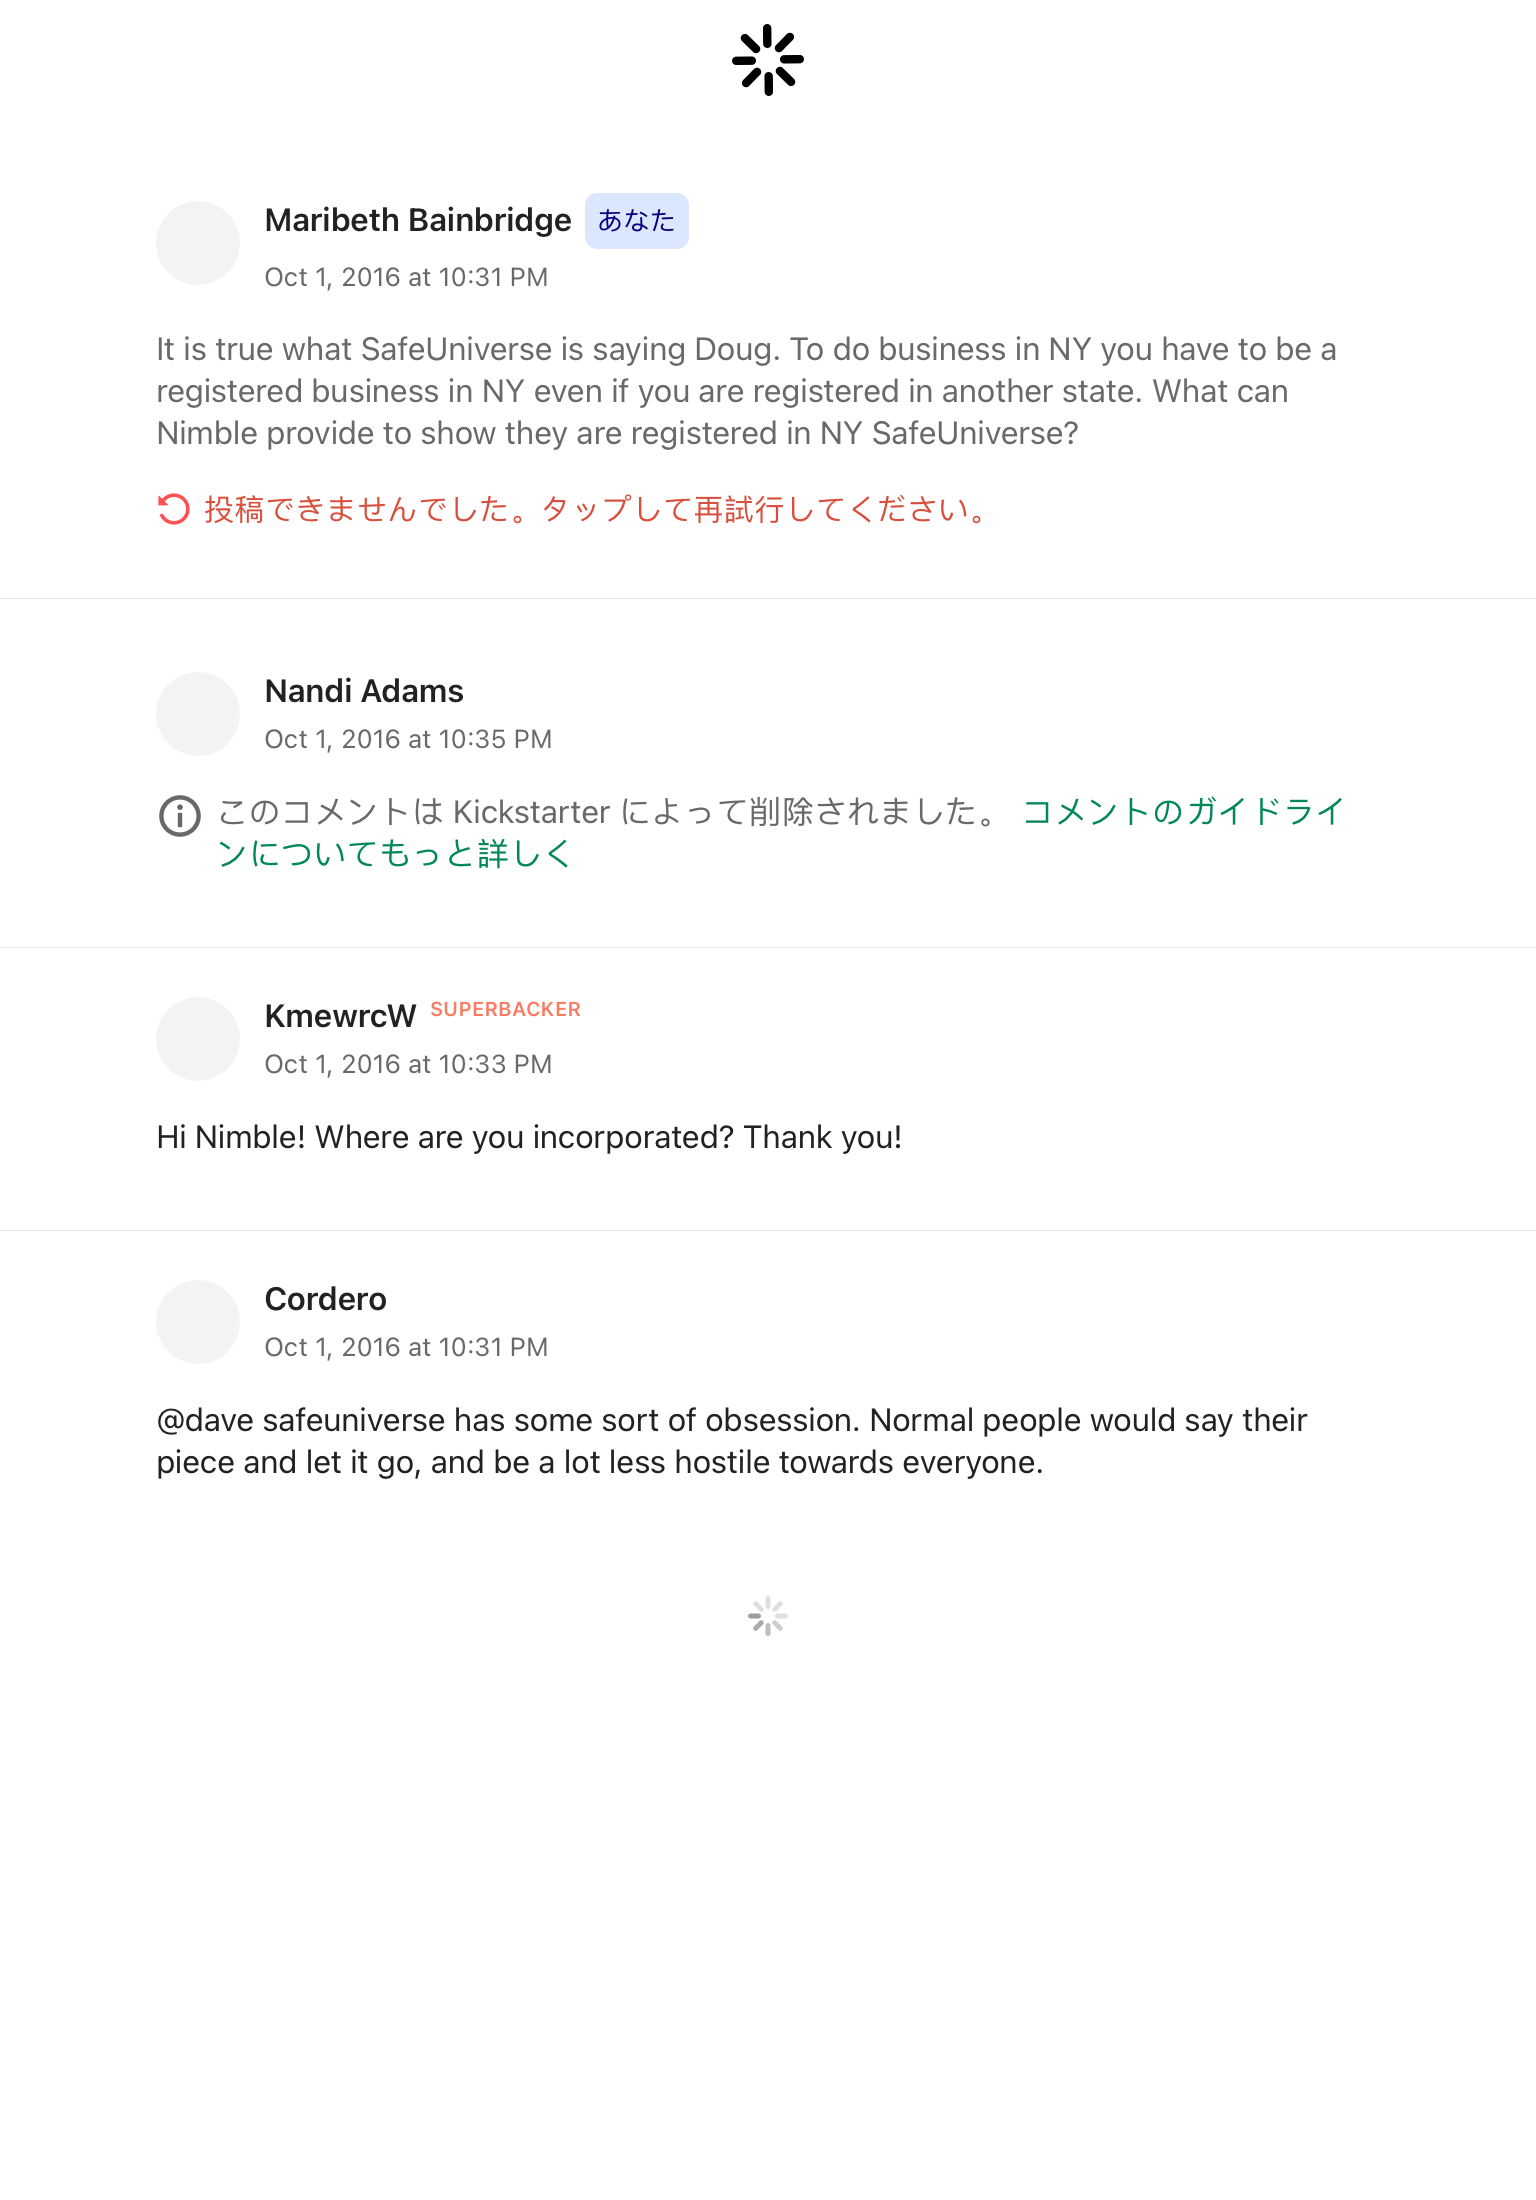 Maribeth Bainbridge あなた
Oct 1, 2016 at 10:31 PM
It is true what SafeUniverse is saying Doug. To do business in NY you have to be a
registered business in NY even if you are registered in another state. What can
Nimble provide to show they are registered in NY SafeUniverse?
投稿できませんでした。タップして再試行してください。
Nandi Adams
Oct 1, 2016 at 10:35 PM
このコメントは Kickstarter によって削除されました。 コメントのガイドライ
ンについてもっと詳しく
KmewrcW SUPERBACKER
Oct 1, 2016 at 10:33 PM
Hi Nimble! Where are you incorporated? Thank you!
Cordero
Oct 1, 2016 at 10:31 PM
@dave safeuniverse has some sort of obsession. Normal people would say their
piece and let it go, and be a lot less hostile towards everyone.